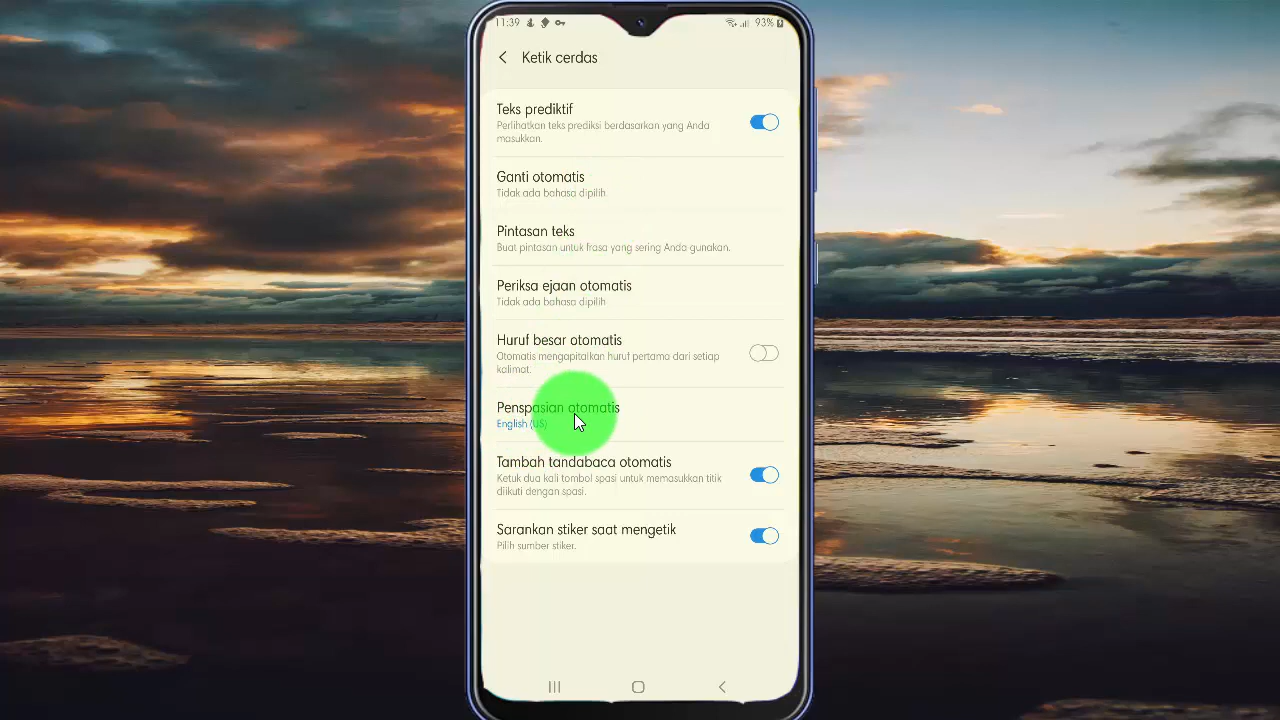 11:39 93%
Ketik cerdas
Teks prediktif
Perlihatkan teks prediksi berdasarkan yang Anda
masukkan.
Ganti otomatis
Tidak ada bahasa dipilih
Pintasan teks
Buat pintasan untuk frasa yang sering Anda gunakan.
Periksa ejaan otomatis
Tidak ada bahasa dipilih
Huruf besar otomatis
Otomatis mengapitalkan huruf pertama dari setiap
kalimat.
Penspasian otomatis
English (US)
Tambah tandabaca otomatis
Ketuk dua kali tombol spasi untuk memasukkan titik
diikuti dengan spasi.
Sarankan stiker saat mengetik
Pilih sumber stiker.